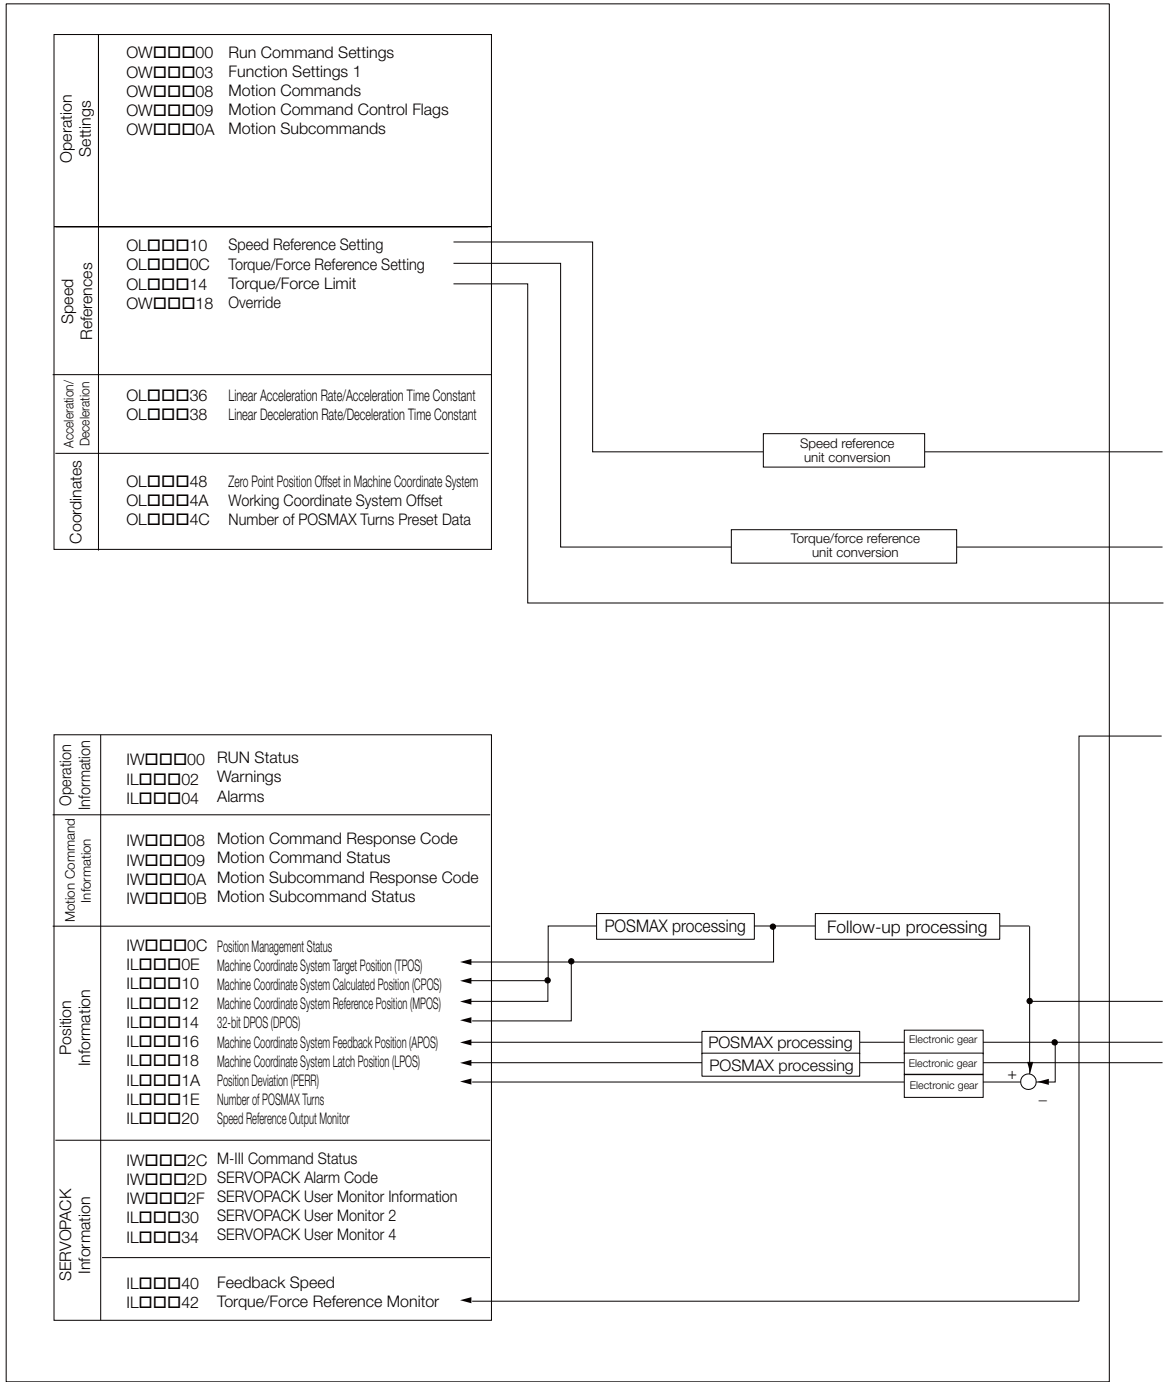 Operation
Settings
OW□□□00 Run Command Settings
OW□□□03 Function Settings 1
OW□□□08 Motion Commands
OW□□□09 Motion Command Control Flags
OW□□□0A Motion Subcommands
Speed
References
OL□□□10 Speed Reference Setting
OL□□□0C Torque/Force Reference Setting
OL□□□14 Torque/Force Limit
OW□□□18 Override
Acceleration/
Deceleration
OL□□□36 Linear Acceleration Rate/Acceleration Time Constant
OL□□□38 Linear Deceleration Rate/Deceleration Time Constant
Speed reference
unit conversion
Coordinates
OL□□□48 Zero Point Position Offset in Machine Coordinate System
OL□□□4A Working Coordinate System Offset
OL□□□4C Number of POSMAX Turns Preset Data
Torque/force reference
unit conversion
Operation
Information
IW□□□00 RUN Status
IL□□□02 Warnings
IL□□□04 Alarms
Motion Command
Information
IW□□□08 Motion Command Response Code
IW□□□09 Motion Command Status
IW□□□0A Motion Subcommand Response Code
IW□□□0B Motion Subcommand Status
POSMAX processing
Follow-up processing
Position
Information
IW□□□0C Position Management Status
IL□□□0E Machine Coordinate System Target Position (TPOS)
IL□□□10 Machine Coordinate System Calculated Position (CPOS)
IL□□□12 Machine Coordinate System Reference Position (MPOS)
IL□□□14 32-bit DPOS (DPOS)
IL□□□16 Machine Coordinate System Feedback Position (APOS)
IL□□□18 Machine Coordinate System Latch Position (LPOS)
IL□□□1A Position Deviation (PERR)
IL□□□1E Number of POSMAX Turns
IL□□□20 Speed Reference Output Monitor
POSMAX processing
Electronic gear
POSMAX processing
Electronic gear
Electronic gear
+
−
SERVOPACK
Information
IW□□□2C M-III Command Status
IW□□□2D SERVOPACK Alarm Code
IW□□□2F SERVOPACK User Monitor Information
IL□□□30 SERVOPACK User Monitor 2
IL□□□34 SERVOPACK User Monitor 4
IL□□□40 Feedback Speed
IL□□□42 Torque/Force Reference Monitor